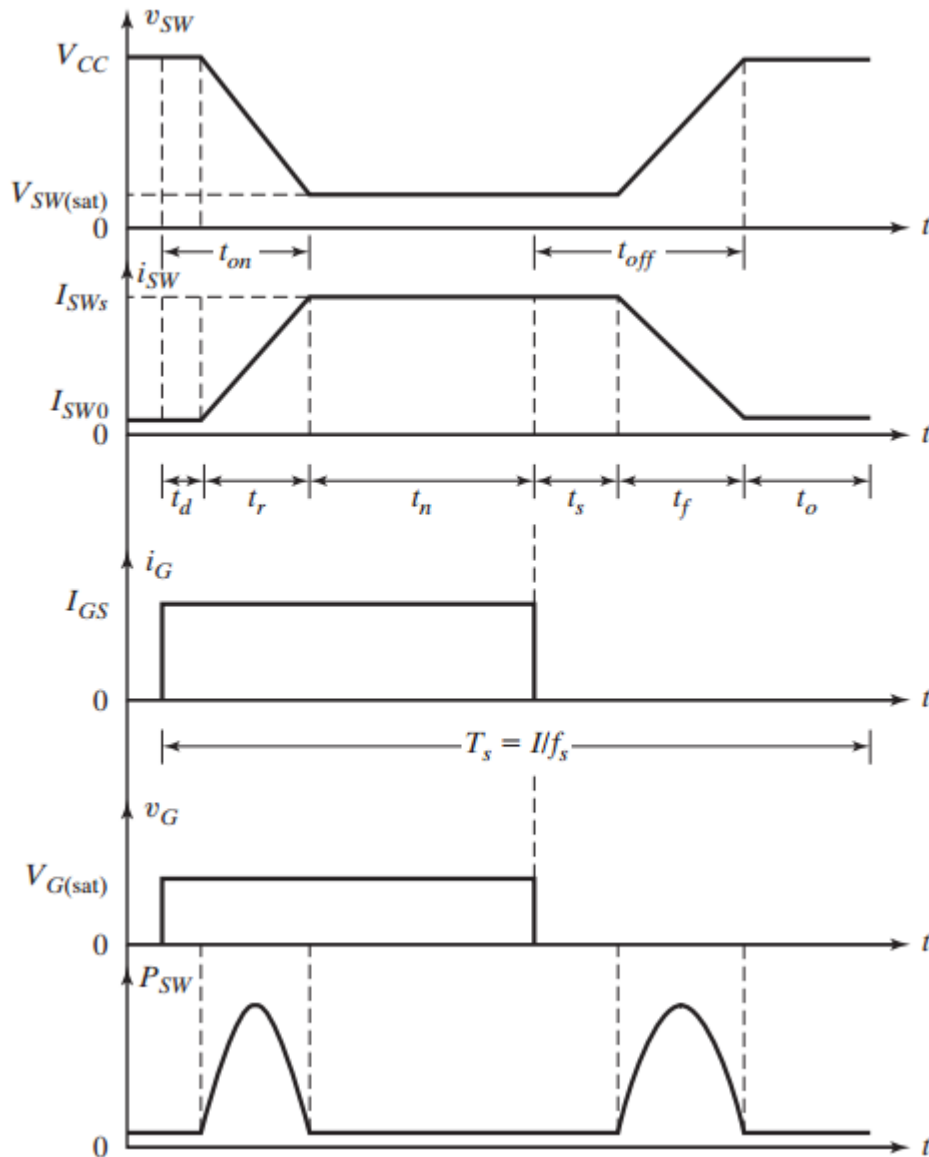 v_SW
V_CC
V_SW(sat)
0
t
t_on
t_off
i_SW
I_SWs
I_SW0
0
t
t_d
t_r
t_n
t_s
t_f
t_o
i_G
I_GS
0
t
T_s = I/f_s
v_G
V_G(sat)
0
t
P_SW
0
t